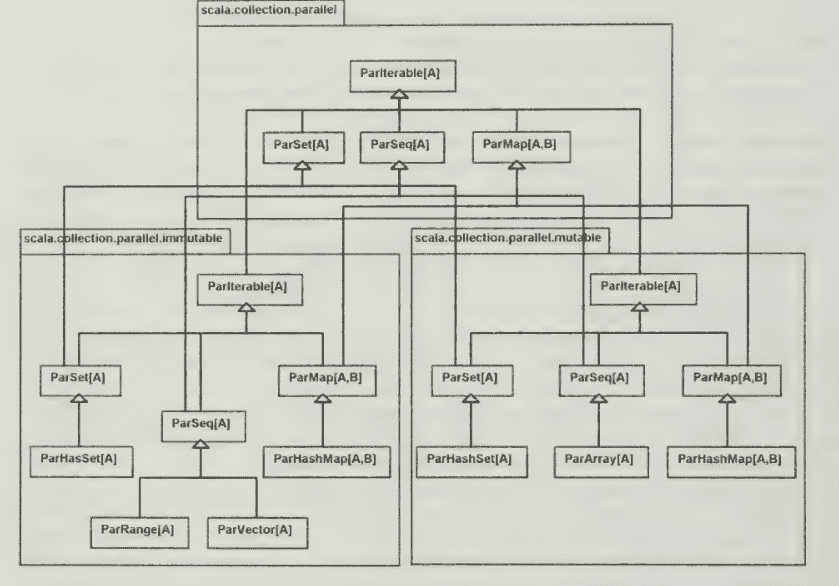 scala.collection.parallel
ParIterable[A]
ParSet[A] ParSeq[A] ParMap[A,B]
scala.collection.parallel.immutable
scala.collection.parallel.mutable
ParIterable[A]
ParIterable[A]
ParSet[A] ParMap[A,B]
ParSet[A] ParSeq[A] ParMap[A,B]
ParSeq[A]
ParHasSet[A] ParHashMap[A,B]
ParHashSet[A] ParArray[A] ParHashMap[A,B]
ParRange[A] ParVector[A]